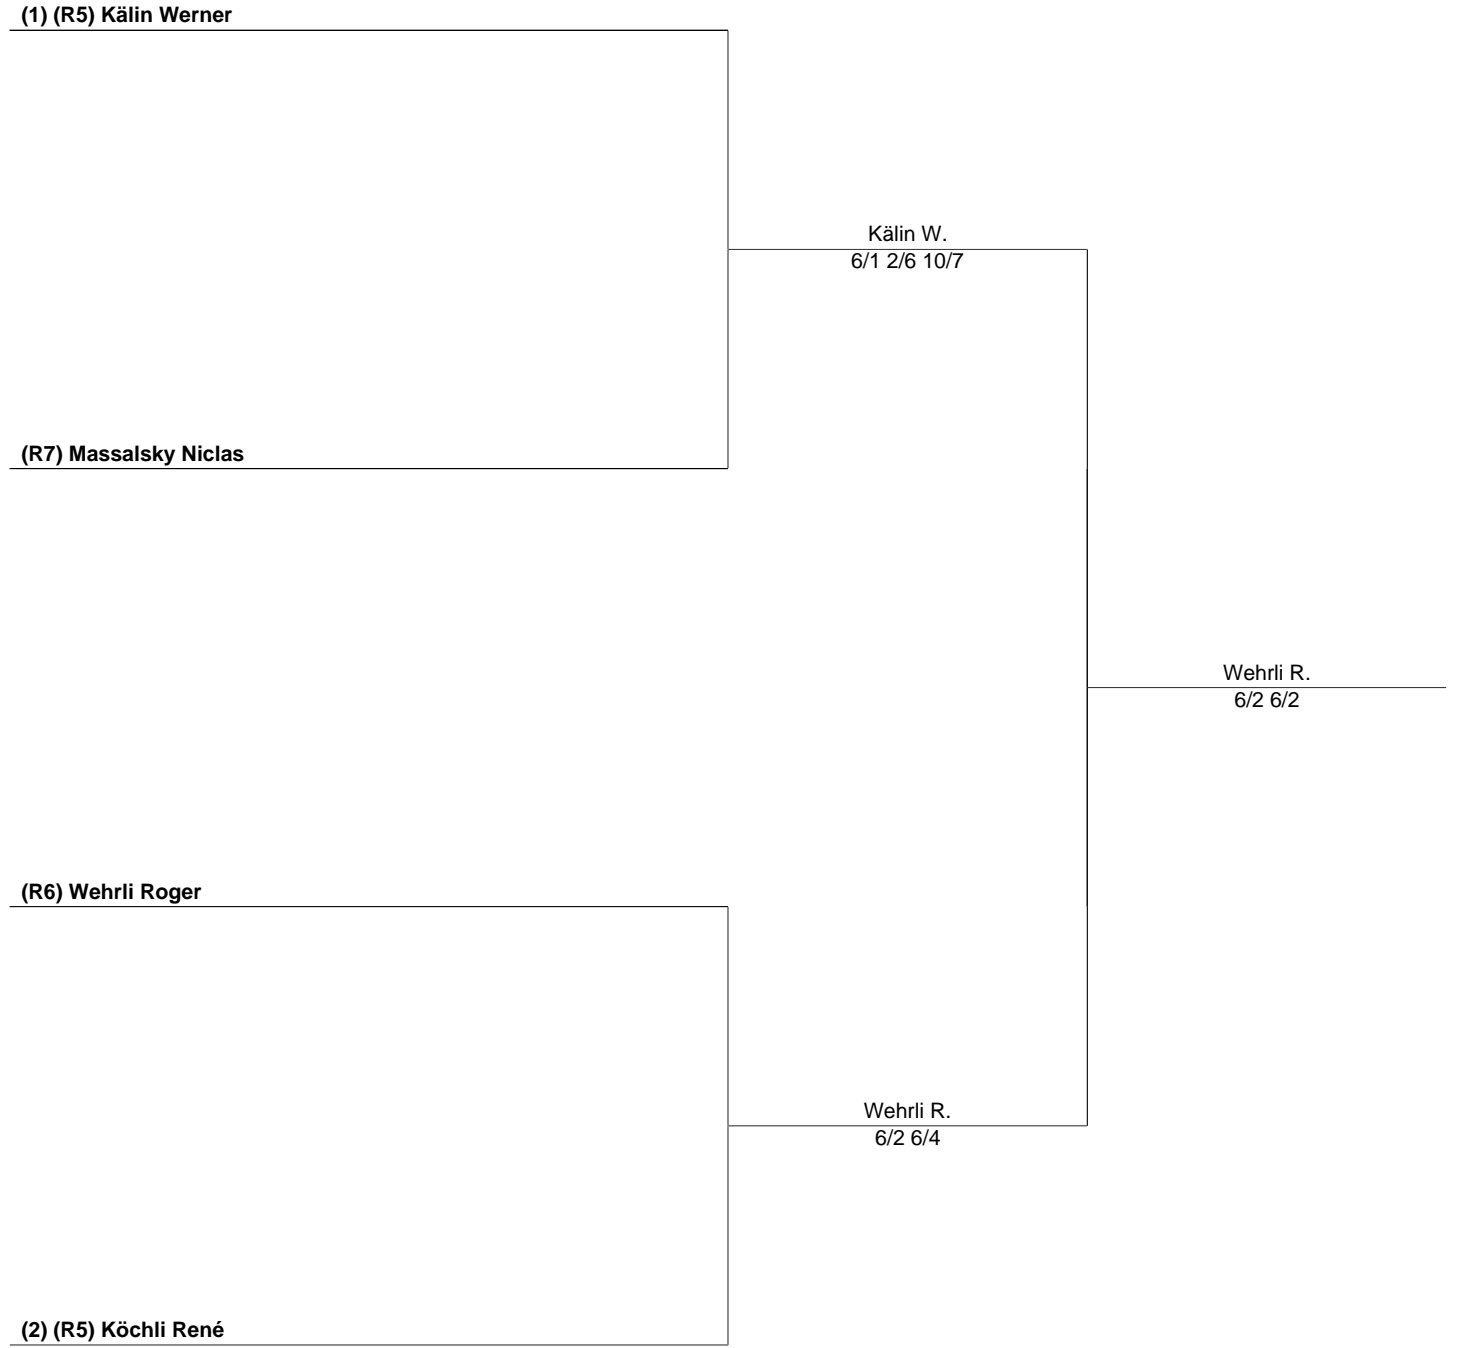 (1) (R5) Kälin Werner
Kälin W.
6/1 2/6 10/7
(R7) Massalsky Niclas
Wehrli R.
6/2 6/2
(R6) Wehrli Roger
Wehrli R.
6/2 6/4
(2) (R5) Köchli René